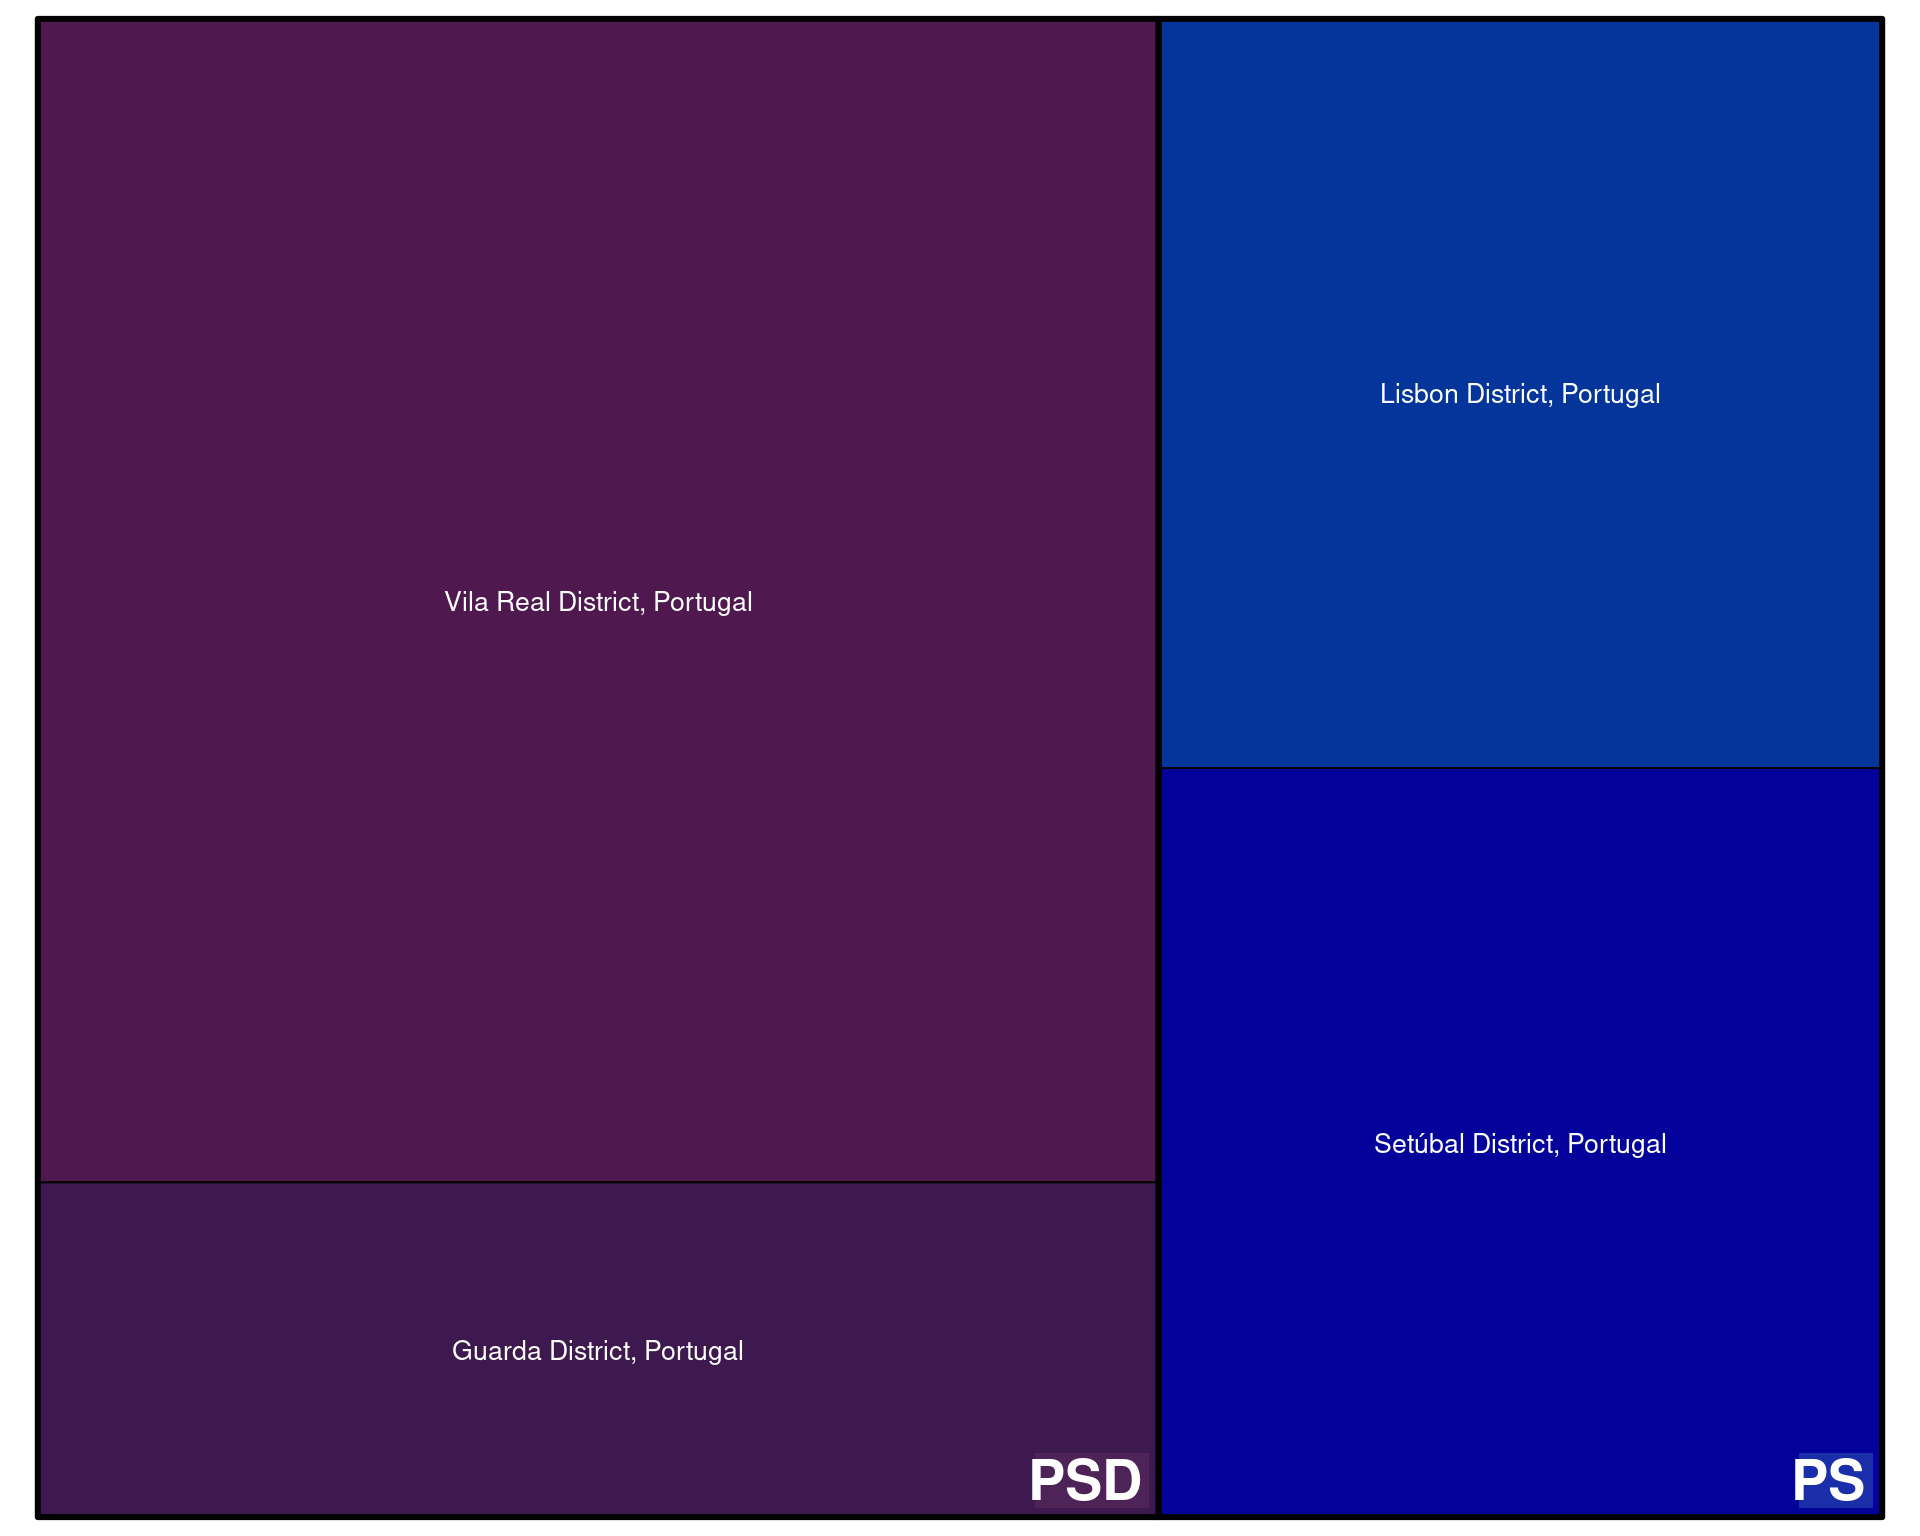 Vila Real District, Portugal
Guarda District, Portugal
PSD
Lisbon District, Portugal
Setúbal District, Portugal
PS